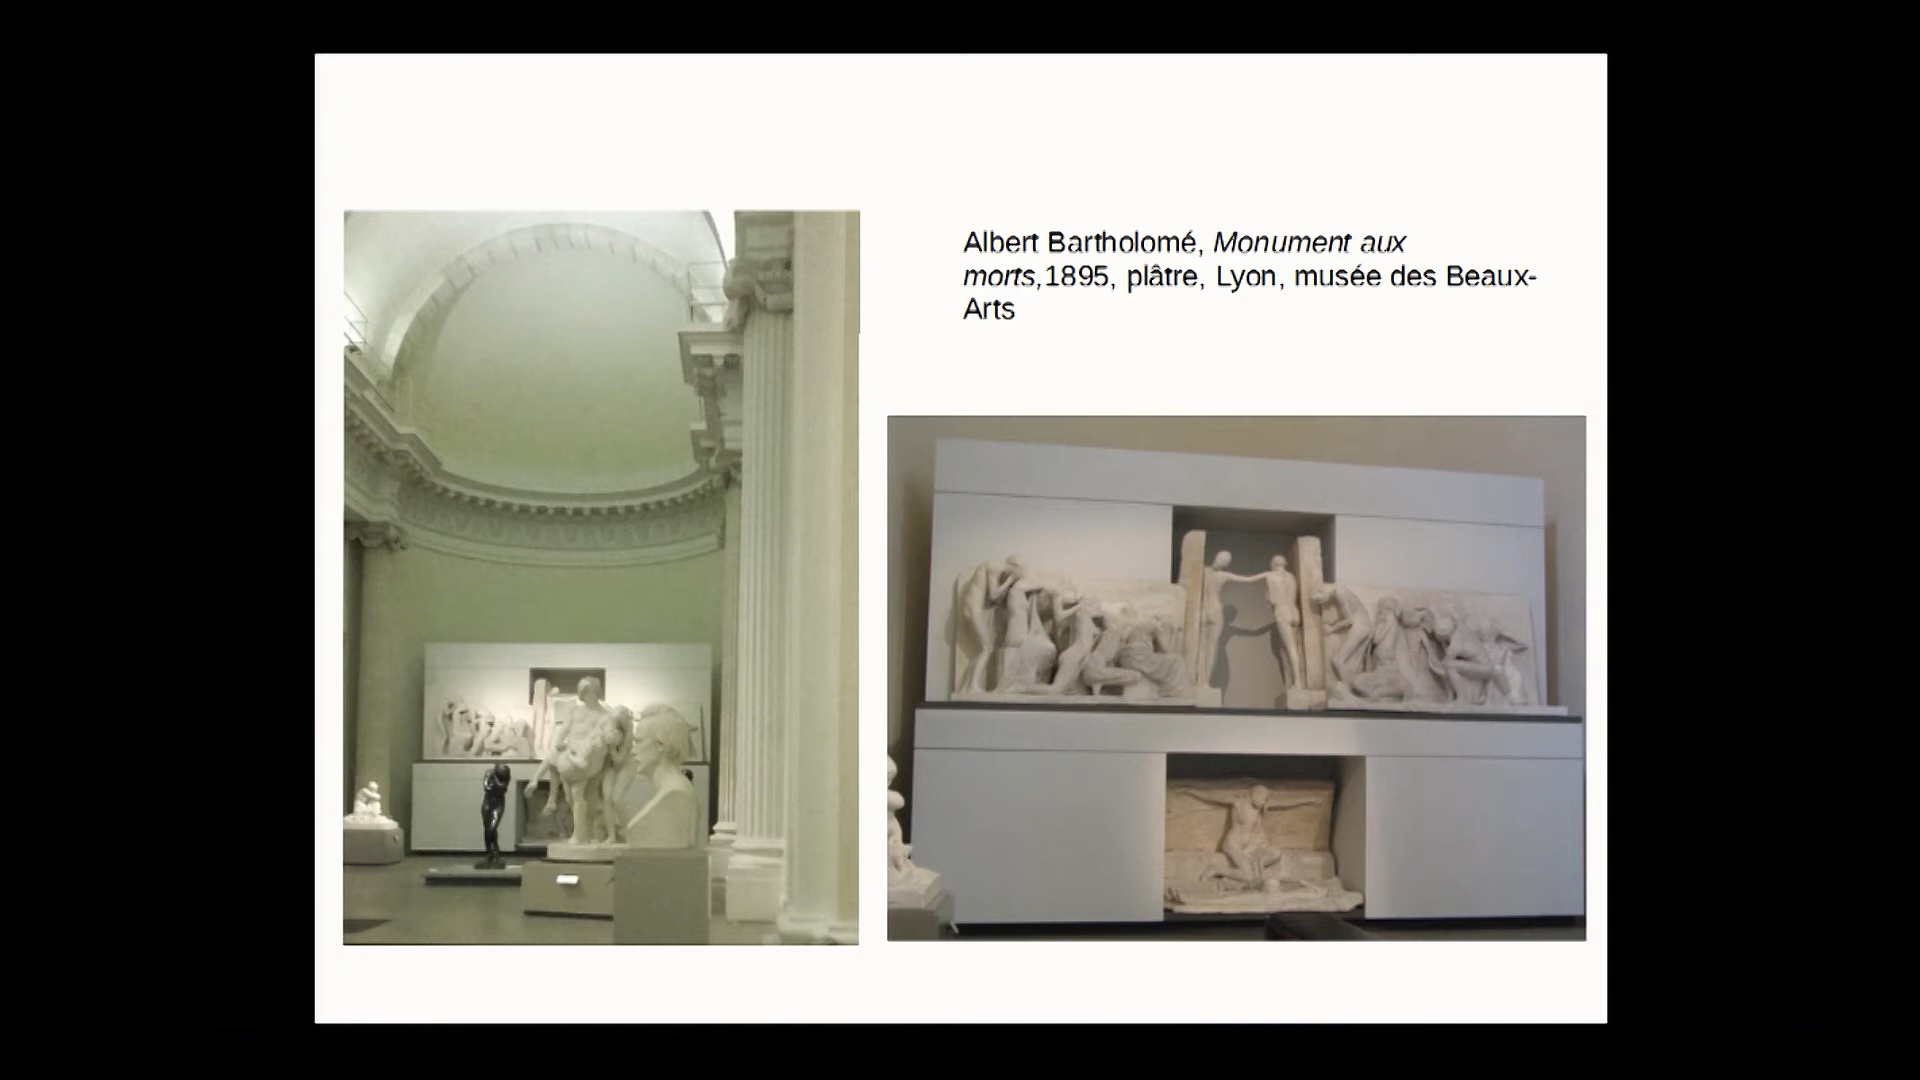 Albert Bartholomé, Monument aux
morts,1895, plâtre, Lyon, musée des Beaux-
Arts